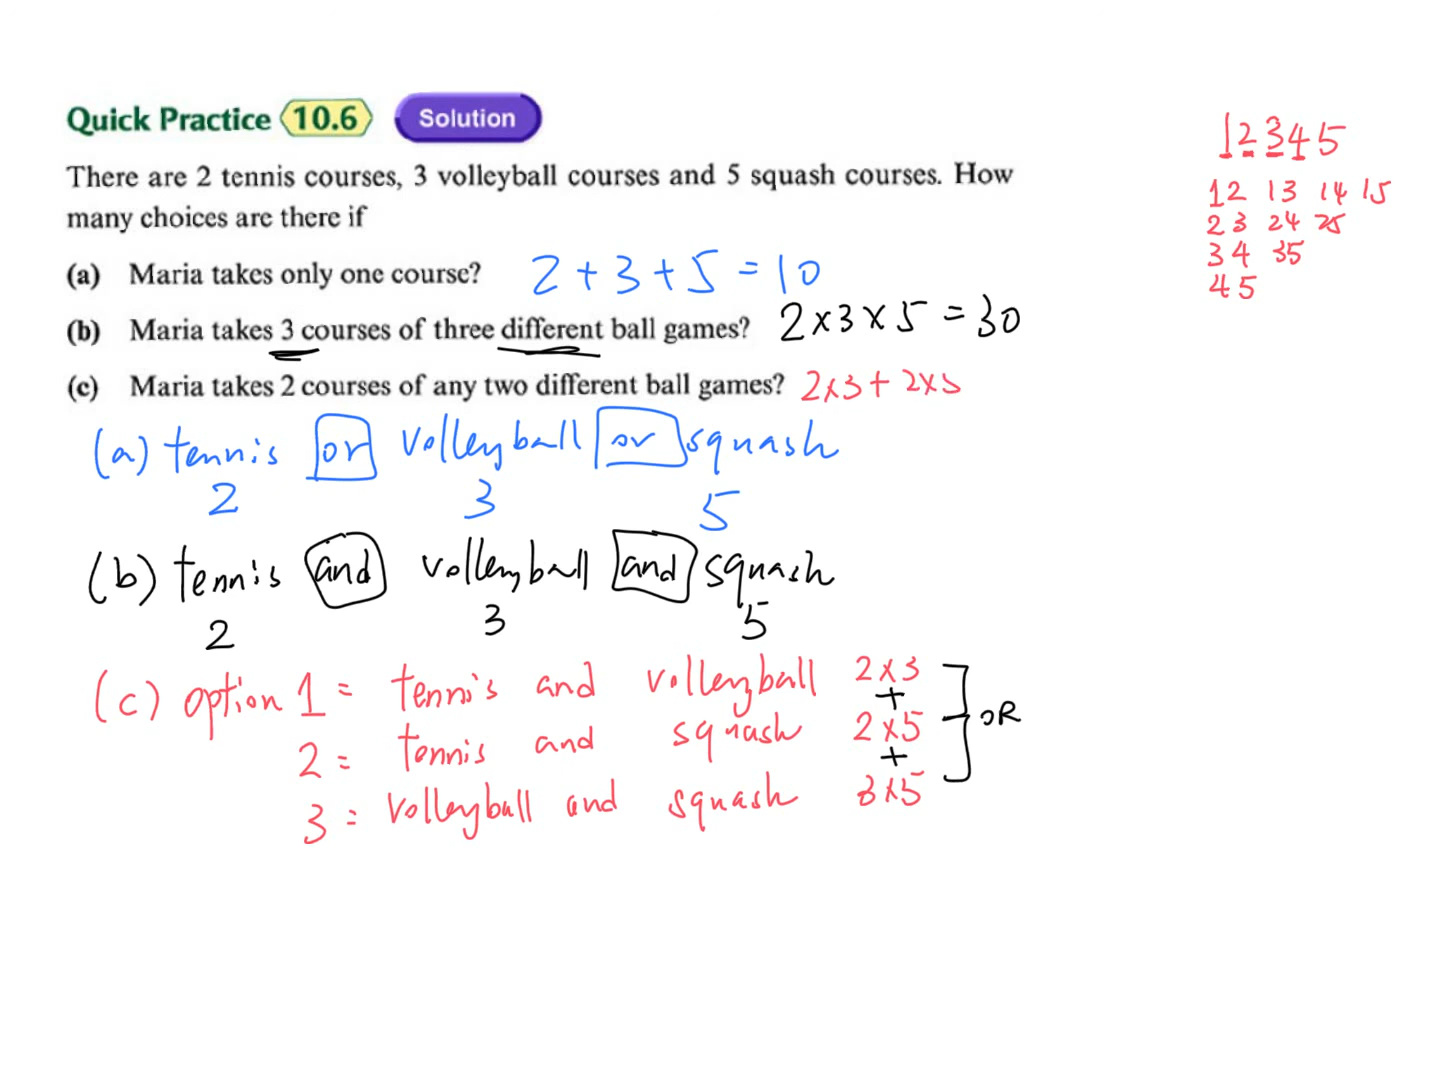 Quick Practice 10.6 Solution
There are 2 tennis courses, 3 volleyball courses and 5 squash courses. How
many choices are there if
(a) Maria takes only one course? 2 + 3 + 5 = 10
(b) Maria takes 3 courses of three different ball games? 2 × 3 × 5 = 30
(c) Maria takes 2 courses of any two different ball games? 2×3 + 2×5
(a) tennis or volleyball or squash
2 3 5
(b) tennis and volleyball and squash
2 3 5
(c) option 1 = tennis and volleyball 2×3
+
2 = tennis and squash 2×5
+
3 = volleyball and squash 3×5
OR
1 2 3 4 5
12 13 14 15
23 24 25
34 35
45